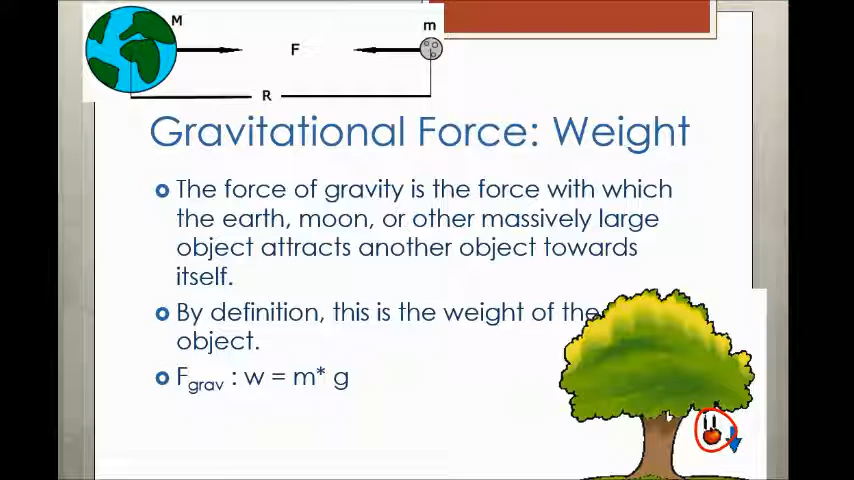 M
m
F
R
Gravitational Force: Weight
The force of gravity is the force with which
the earth, moon, or other massively large
object attracts another object towards
itself.
By definition, this is the weight of the
object.
Fgrav : w = m* g